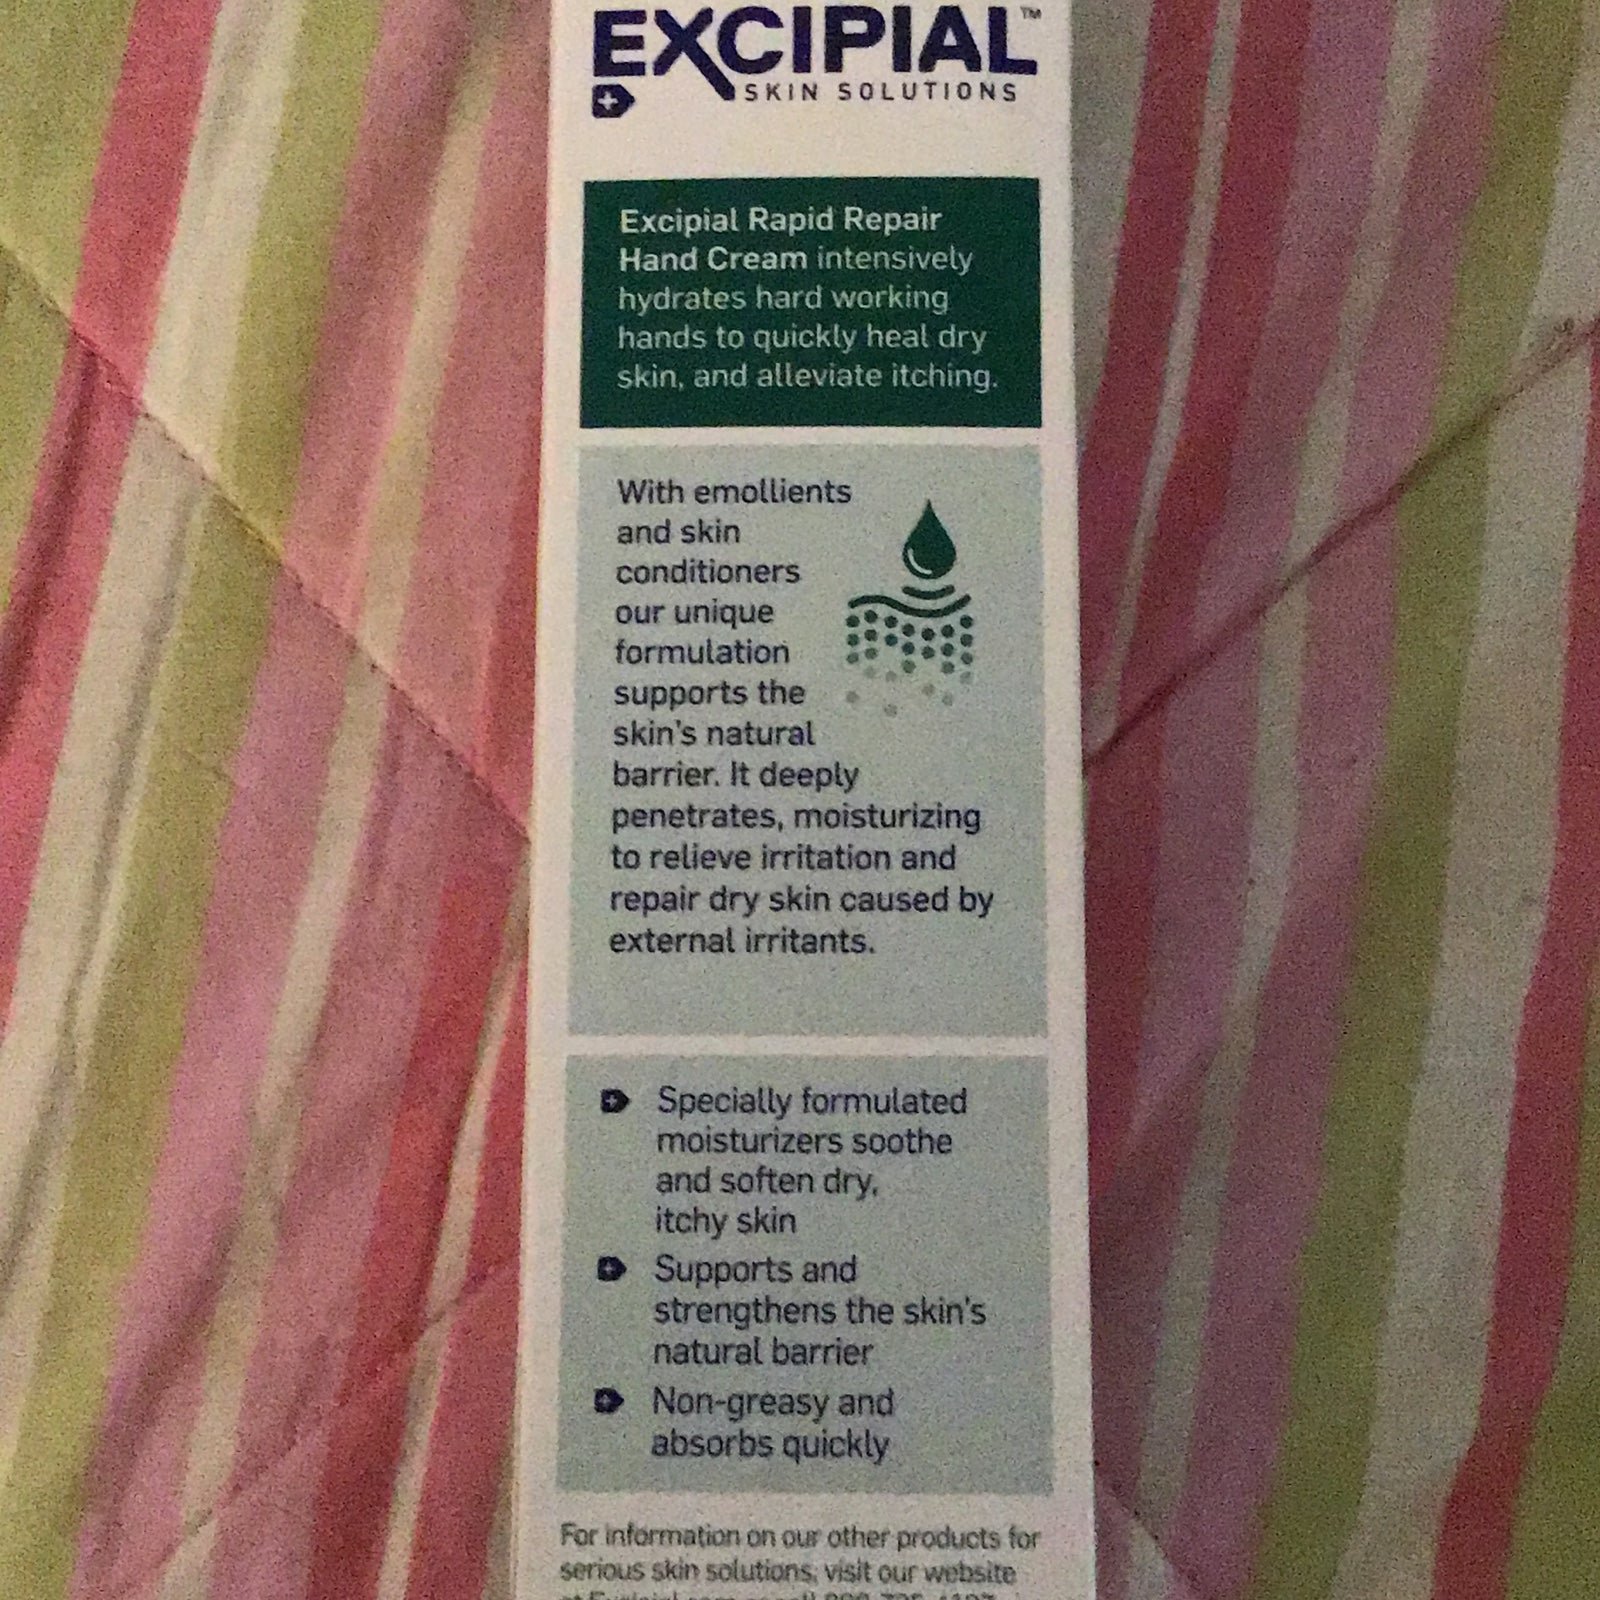 EXCIPIAL™
SKIN SOLUTIONS
Excipial Rapid Repair
Hand Cream intensively
hydrates hard working
hands to quickly heal dry
skin, and alleviate itching.
With emollients
and skin
conditioners
our unique
formulation
supports the
skin's natural
barrier. It deeply
penetrates, moisturizing
to relieve irritation and
repair dry skin caused by
external irritants.
Specially formulated
moisturizers soothe
and soften dry,
itchy skin
Supports and
strengthens the skin's
natural barrier
Non-greasy and
absorbs quickly
For information on our other products for
serious skin solutions, visit our website